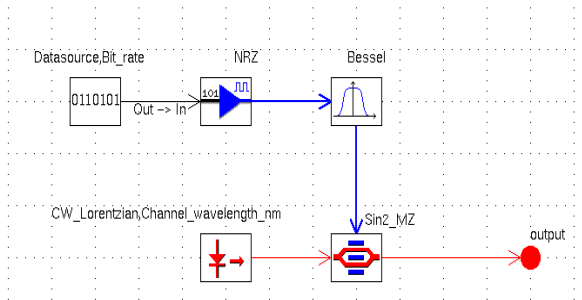 Datasource,Bit_rate
NRZ
Bessel
0110101
101
Out -> In
CW_Lorentzian,Channel_wavelength_nm
Sin2_MZ
output